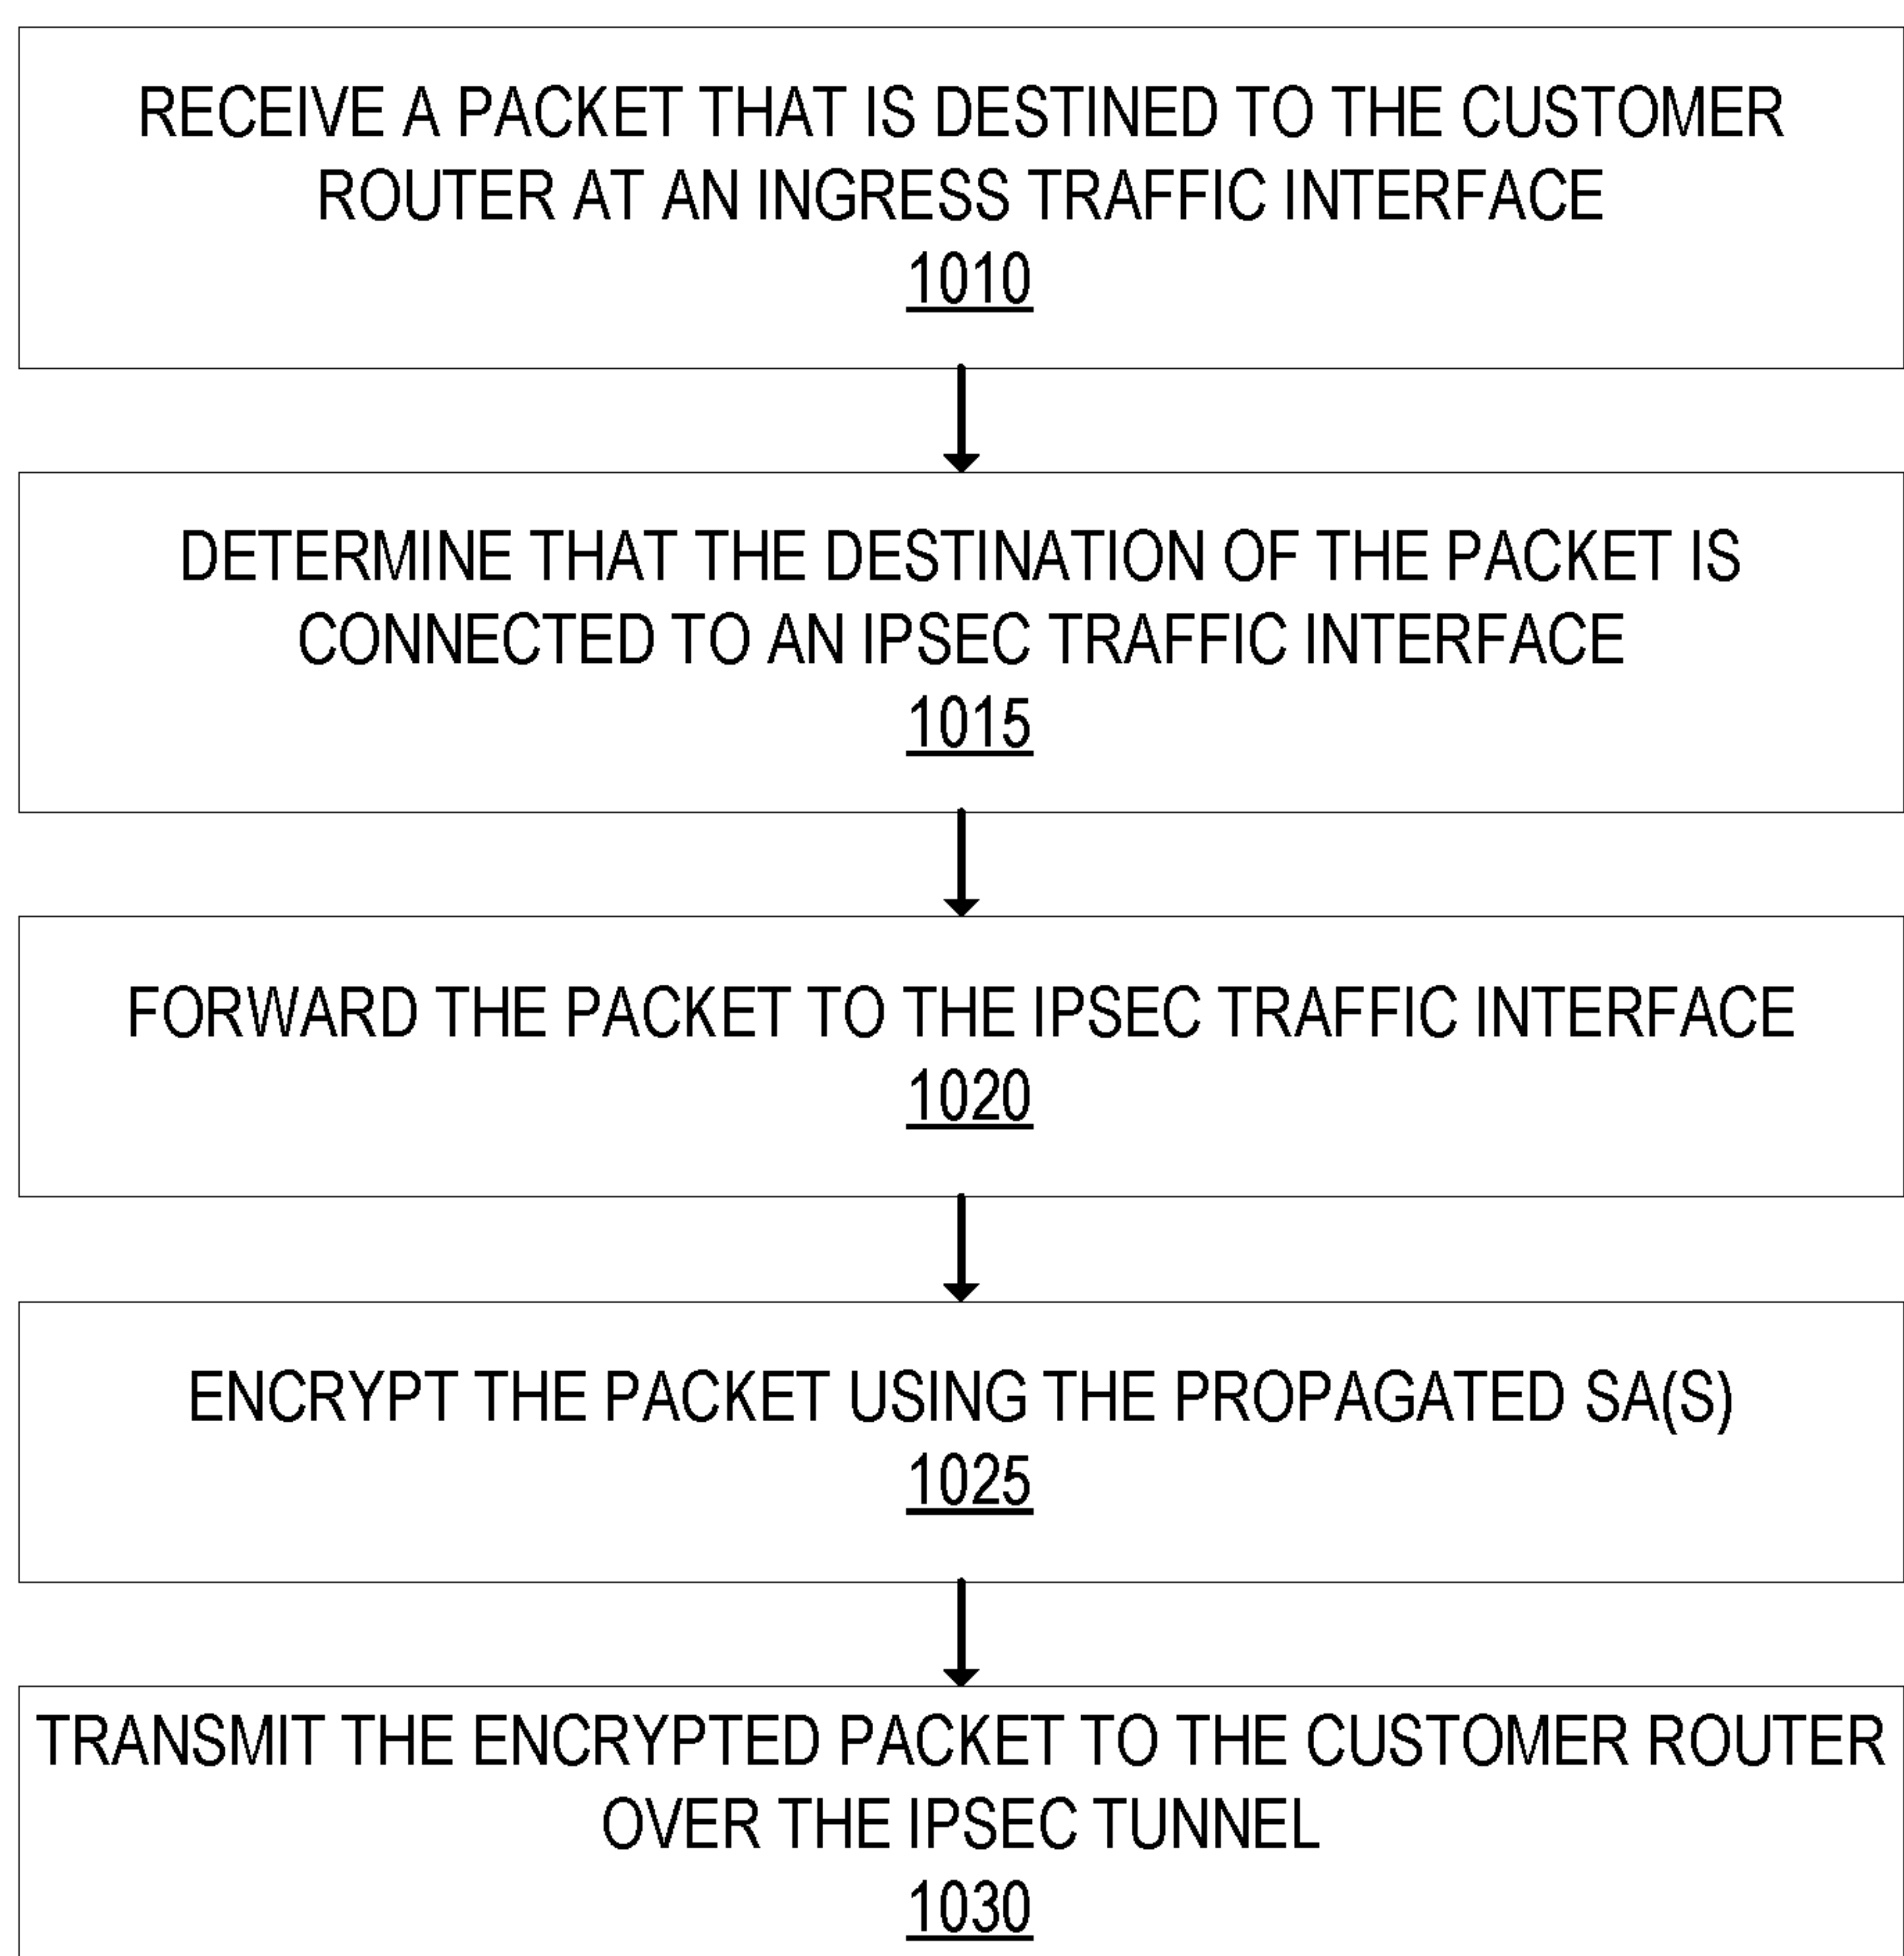 RECEIVE A PACKET THAT IS DESTINED TO THE CUSTOMER
ROUTER AT AN INGRESS TRAFFIC INTERFACE
1010
DETERMINE THAT THE DESTINATION OF THE PACKET IS
CONNECTED TO AN IPSEC TRAFFIC INTERFACE
1015
FORWARD THE PACKET TO THE IPSEC TRAFFIC INTERFACE
1020
ENCRYPT THE PACKET USING THE PROPAGATED SA(S)
1025
TRANSMIT THE ENCRYPTED PACKET TO THE CUSTOMER ROUTER
OVER THE IPSEC TUNNEL
1030